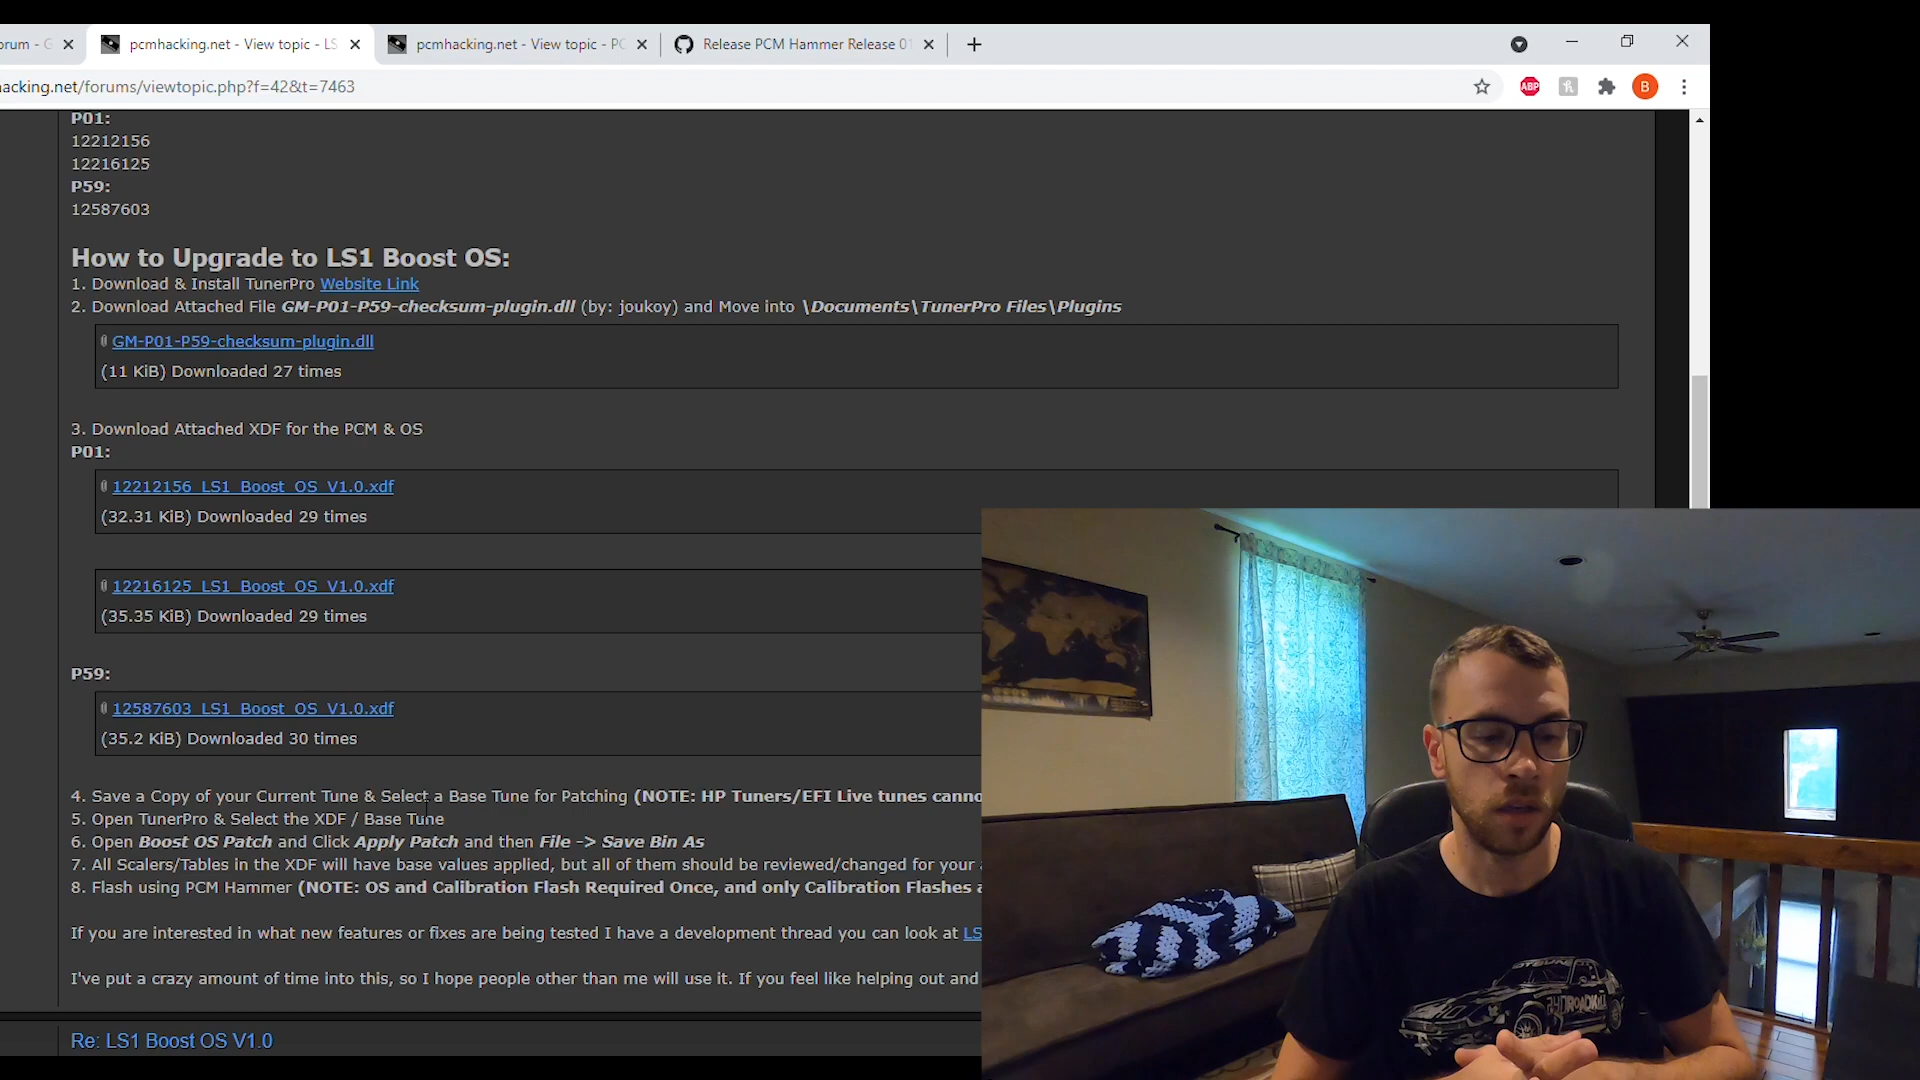 orum - G
pcmhacking.net - View topic - LS
pcmhacking.net - View topic - PC
Release PCM Hammer Release 01
acking.net/forums/viewtopic.php?f=42&t=7463
ABP
B
P01:
12212156
12216125
P59:
12587603
How to Upgrade to LS1 Boost OS:
1. Download & Install TunerPro Website Link
2. Download Attached File GM-P01-P59-checksum-plugin.dll (by: joukoy) and Move into \Documents\TunerPro Files\Plugins
GM-P01-P59-checksum-plugin.dll
(11 KiB) Downloaded 27 times
3. Download Attached XDF for the PCM & OS
P01:
12212156_LS1_Boost_OS_V1.0.xdf
(32.31 KiB) Downloaded 29 times
12216125_LS1_Boost_OS_V1.0.xdf
(35.35 KiB) Downloaded 29 times
P59:
12587603_LS1_Boost_OS_V1.0.xdf
(35.2 KiB) Downloaded 30 times
4. Save a Copy of your Current Tune & Select a Base Tune for Patching (NOTE: HP Tuners/EFI Live tunes canno
5. Open TunerPro & Select the XDF / Base Tune
6. Open Boost OS Patch and Click Apply Patch and then File -> Save Bin As
7. All Scalers/Tables in the XDF will have base values applied, but all of them should be reviewed/changed for your
8. Flash using PCM Hammer (NOTE: OS and Calibration Flash Required Once, and only Calibration Flashes a
If you are interested in what new features or fixes are being tested I have a development thread you can look at LS
I've put a crazy amount of time into this, so I hope people other than me will use it. If you feel like helping out and
Re: LS1 Boost OS V1.0